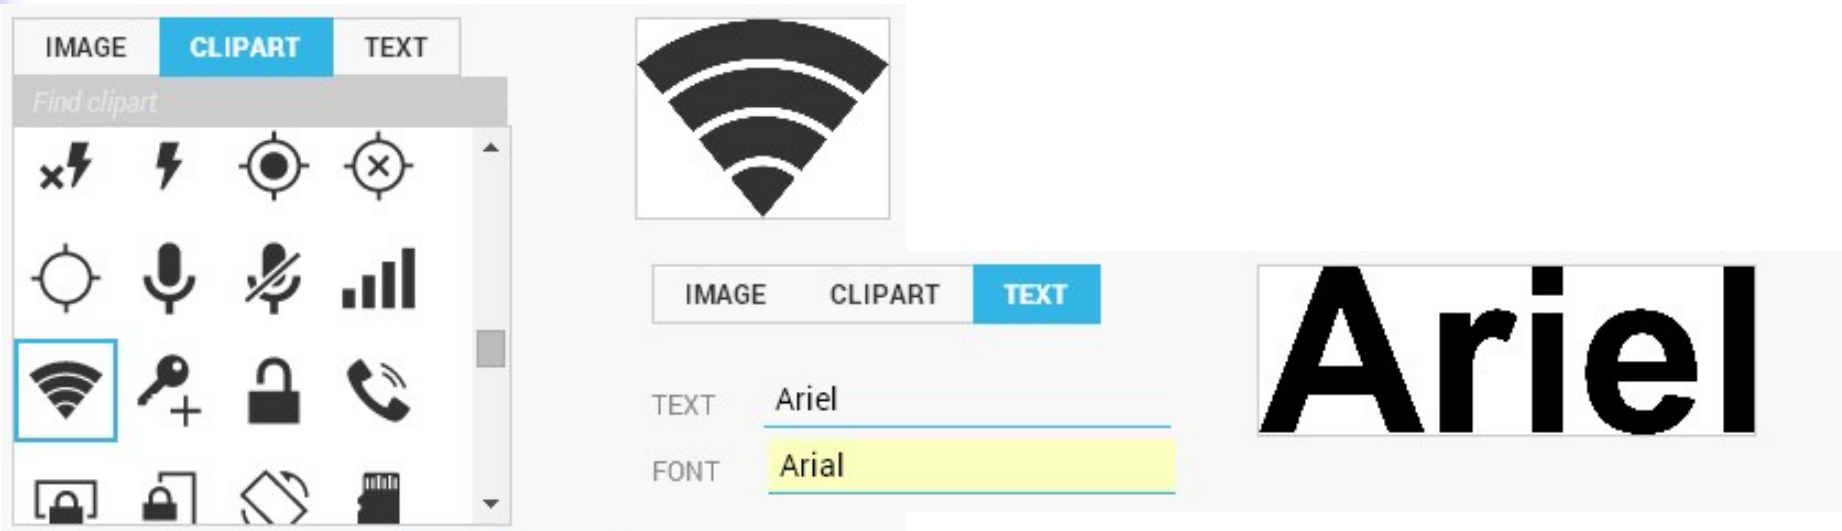 IMAGE CLIPART TEXT
Find clipart
IMAGE CLIPART TEXT
TEXT Ariel
FONT Arial
Ariel